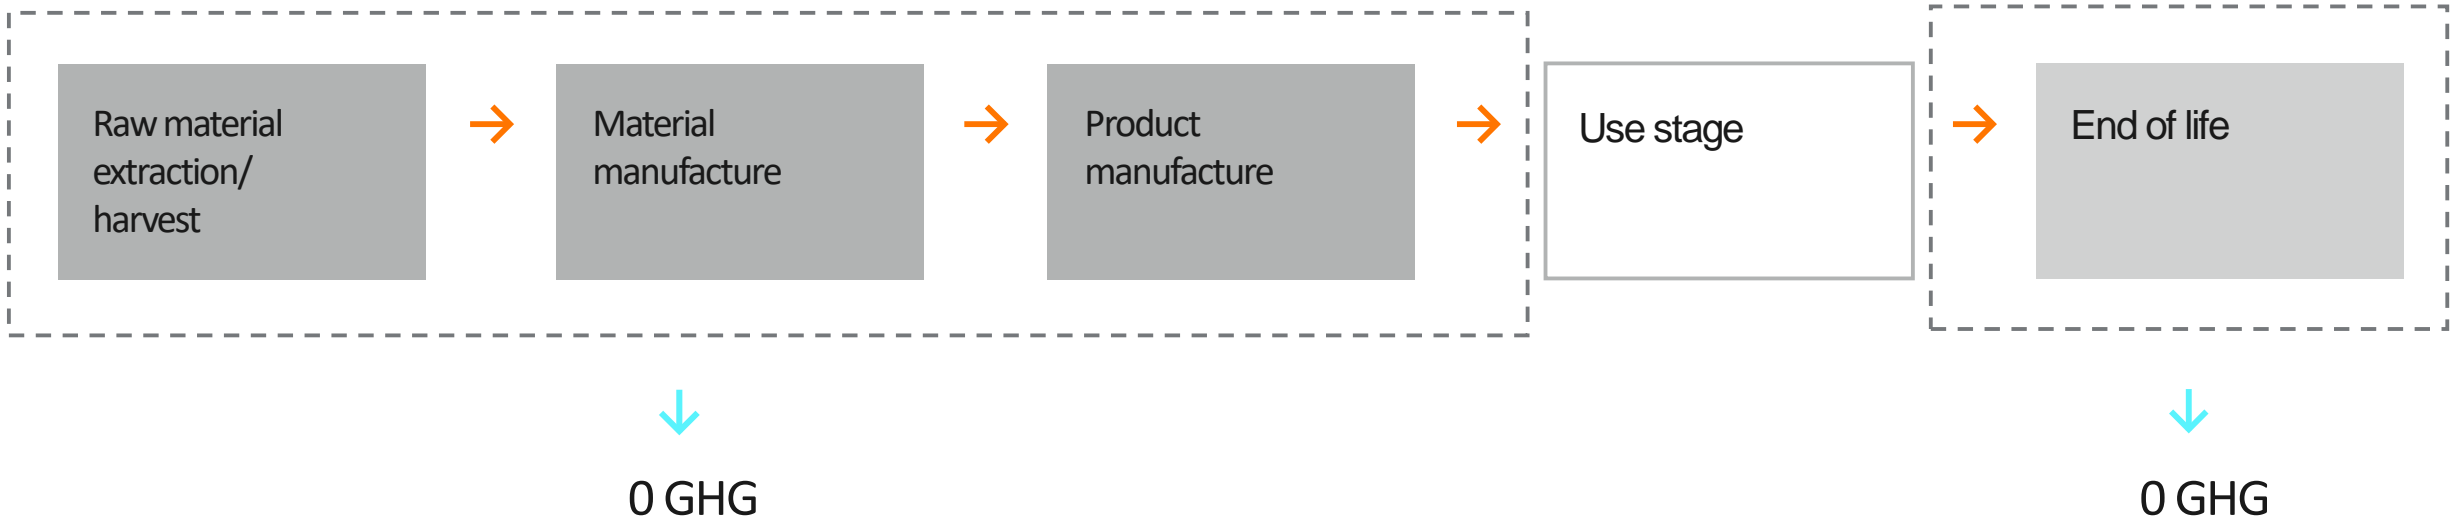 Raw material
extraction/
harvest
Material
manufacture
Product
manufacture
Use stage
End of life
0 GHG
0 GHG